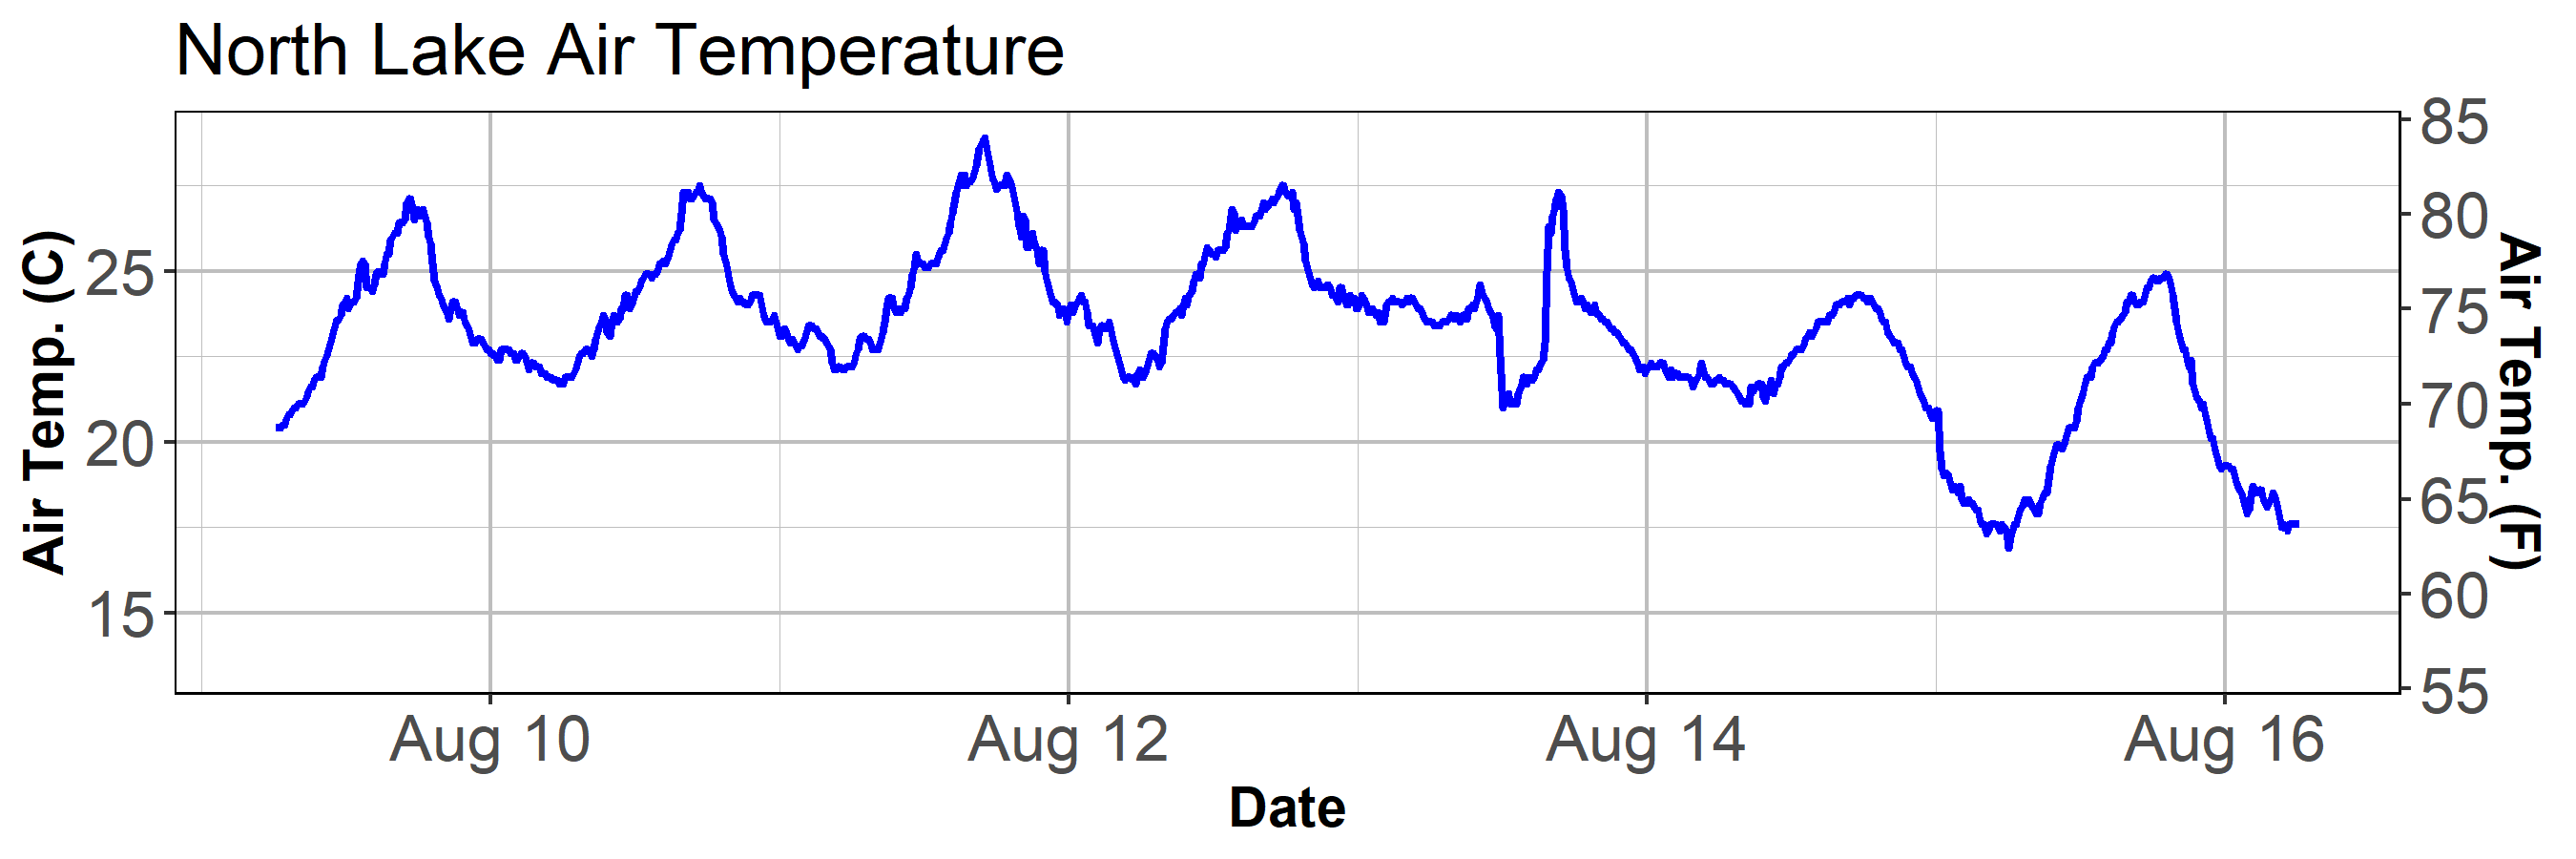 North Lake Air Temperature
Air Temp. (C)
25
20
15
85
80
75
70
65
60
55
Air Temp. (F)
Aug 10
Aug 12
Aug 14
Aug 16
Date